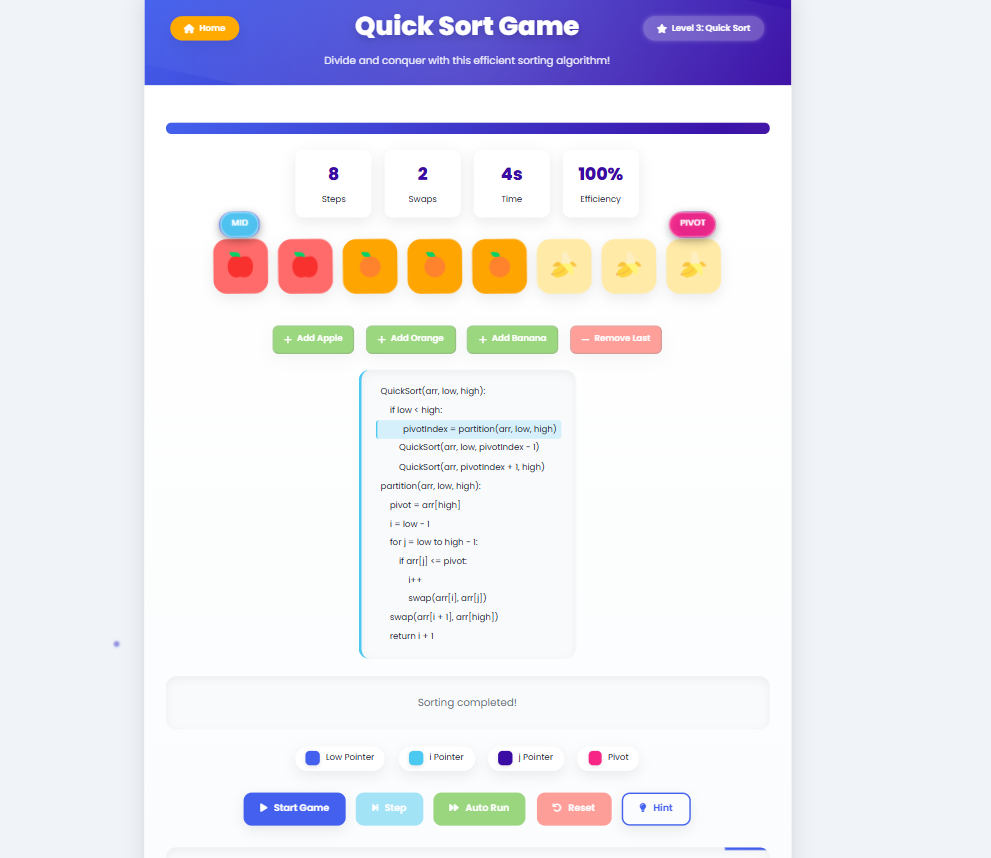 Quick Sort Game
Home
Level 3: Quick Sort
Divide and conquer with this efficient sorting algorithm!
8
2
4s
100%
Steps
Swaps
Time
Efficiency
MID
PIVOT
+ Add Apple
+ Add Orange
+ Add Banana
− Remove Last
QuickSort(arr, low, high):
if low < high:
pivotIndex = partition(arr, low, high)
QuickSort(arr, low, pivotIndex - 1)
QuickSort(arr, pivotIndex + 1, high)
partition(arr, low, high):
pivot = arr[high]
i = low - 1
for j = low to high - 1:
if arr[j] <= pivot:
i++
swap(arr[i], arr[j])
swap(arr[i + 1], arr[high])
return i + 1
Sorting completed!
Low Pointer
i Pointer
j Pointer
Pivot
Start Game
Step
Auto Run
Reset
Hint